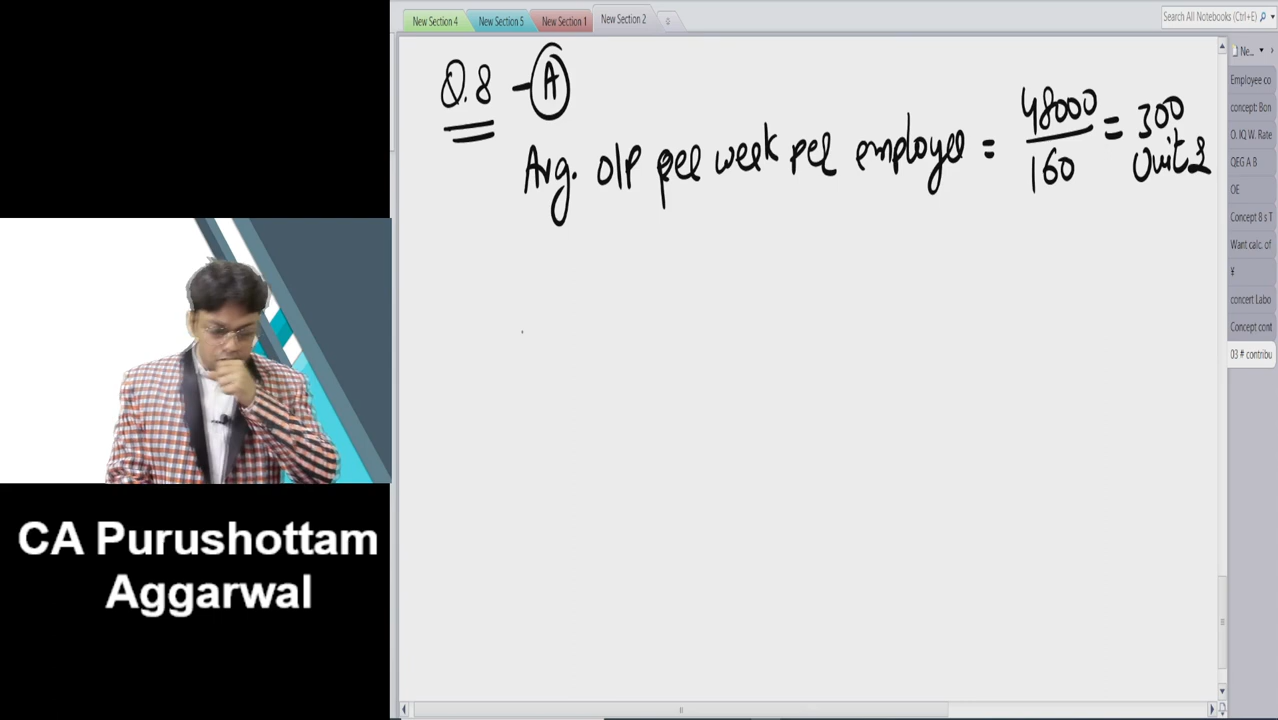 New Section 4
New Section 5
New Section 1
New Section 2
Search All Notebooks (Ctrl+E)
Ne...
Employee co
concept: Bon
O. IQ W. Rate
QEG A B
OE
Concept 8 s T
Want calc. of
¥
concert Labo
Concept cont
03 # contribu
Q.8 - A
Avg. O/P per week per employee = 48000 / 160 = 300 Units
CA Purushottam
Aggarwal